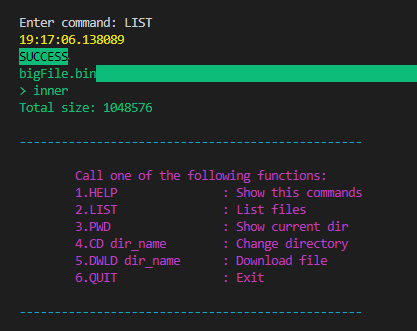 Enter command: LIST
19:17:06.138089
SUCCESS
bigFile.bin
> inner
Total size: 1048576
-------------------------------------------------
Call one of the following functions:
1.HELP : Show this commands
2.LIST : List files
3.PWD : Show current dir
4.CD dir_name : Change directory
5.DWLD dir_name : Download file
6.QUIT : Exit
-------------------------------------------------